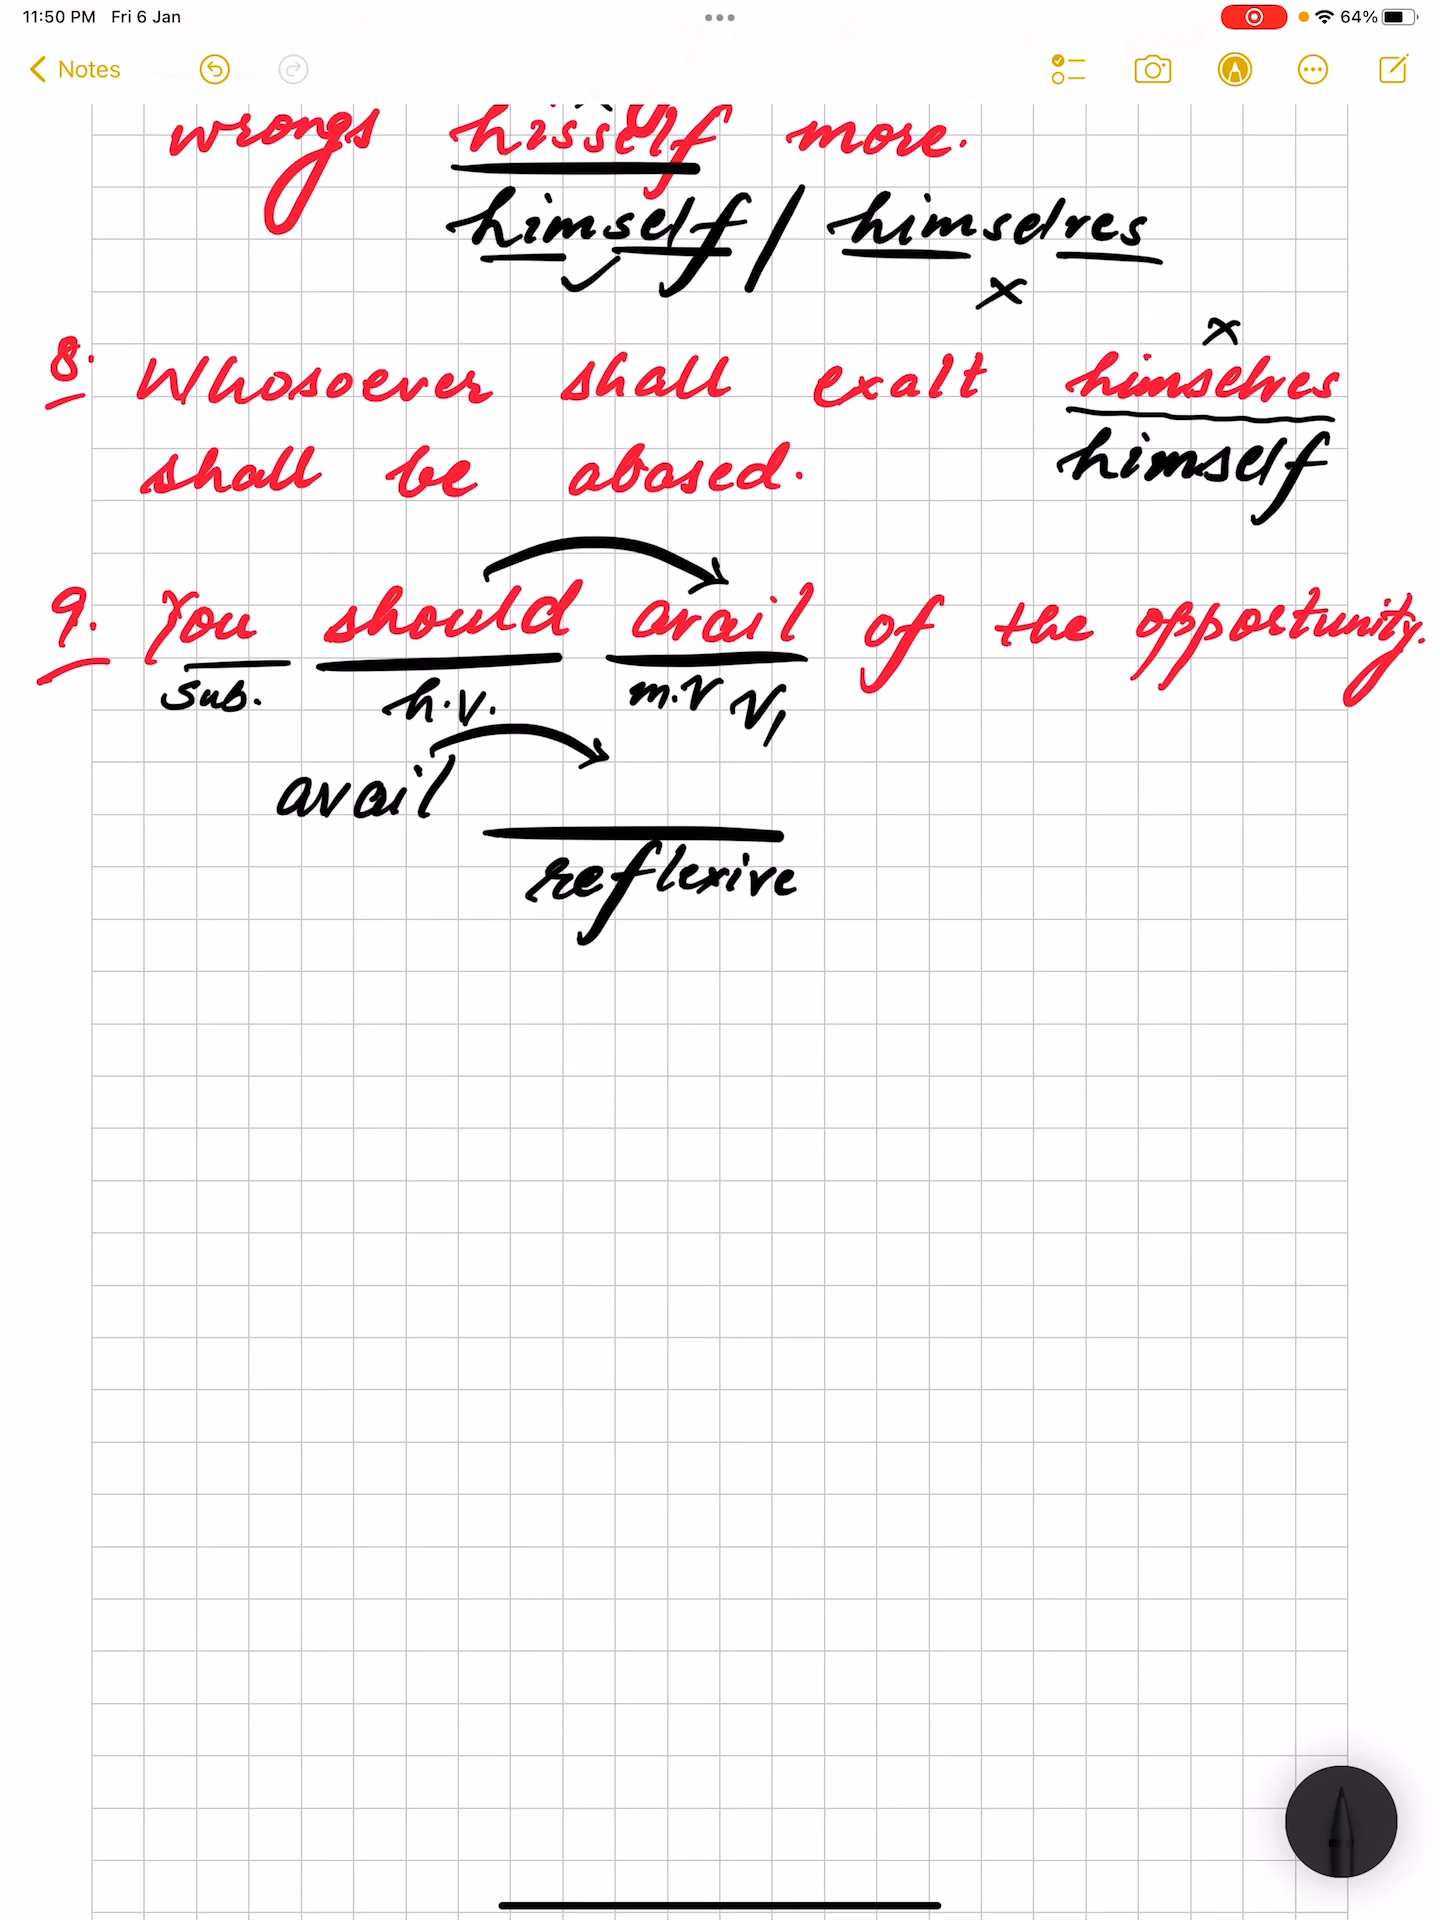 11:50 PM Fri 6 Jan
64%
Notes
wrongs hisself more.
himself / himselves
x
x
8. Whosoever shall exalt himselves
himself
shall be abased.
9. You should avail of the opportunity.
sub. h.v. m.v V1
avail
reflexive